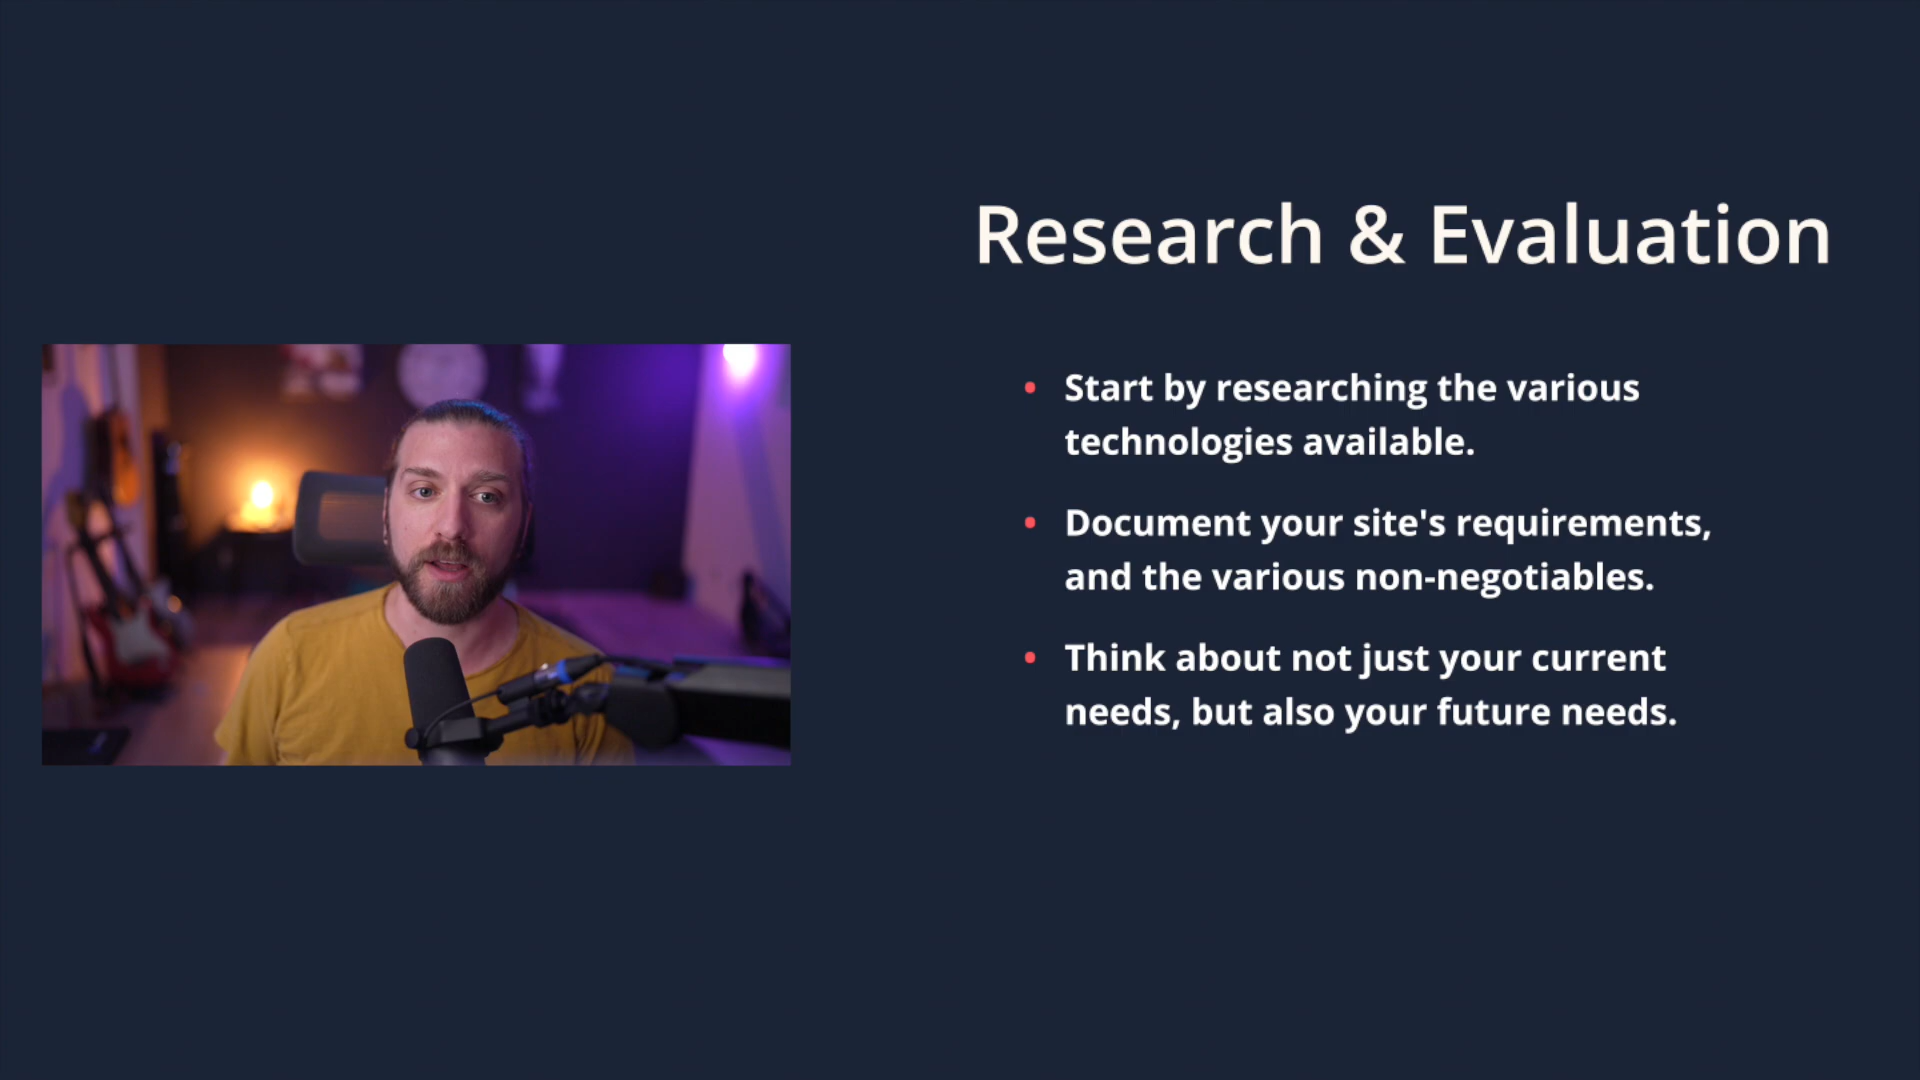 Research & Evaluation
• Start by researching the various
technologies available.
• Document your site's requirements,
and the various non-negotiables.
• Think about not just your current
needs, but also your future needs.